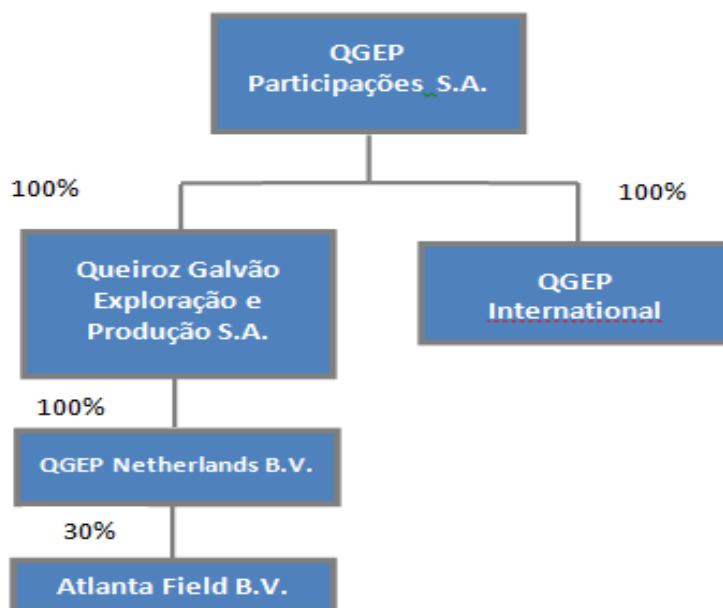 QGEP
Participações S.A.
100%
100%
Queiroz Galvão
Exploração e
Produção S.A.
QGEP
International
100%
QGEP Netherlands B.V.
30%
Atlanta Field B.V.